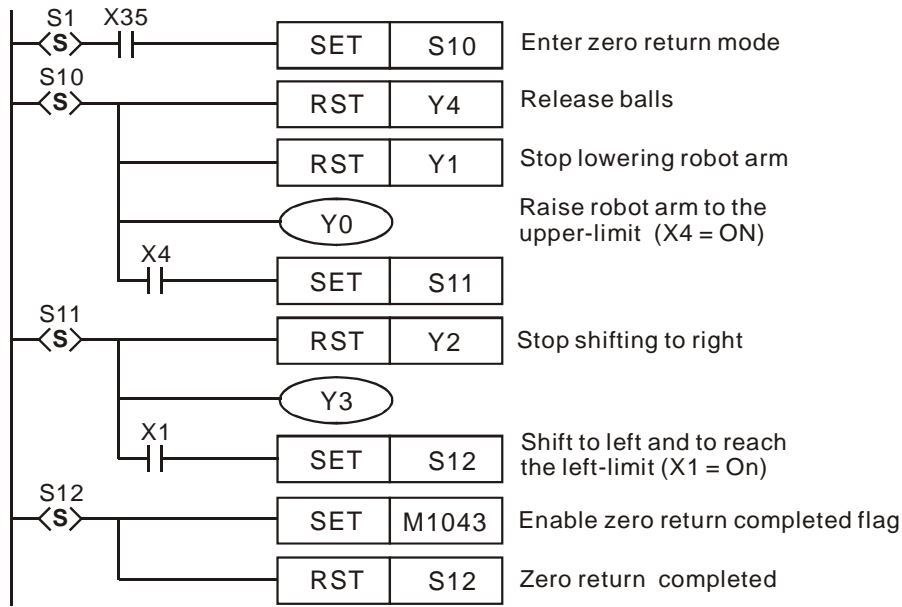 S1 X35
S SET S10 Enter zero return mode
S10
S RST Y4 Release balls
RST Y1 Stop lowering robot arm
Y0 Raise robot arm to the
upper-limit (X4 = ON)
X4
SET S11
S11
S RST Y2 Stop shifting to right
Y3
X1
SET S12 Shift to left and to reach
the left-limit (X1 = On)
S12
S SET M1043 Enable zero return completed flag
RST S12 Zero return completed